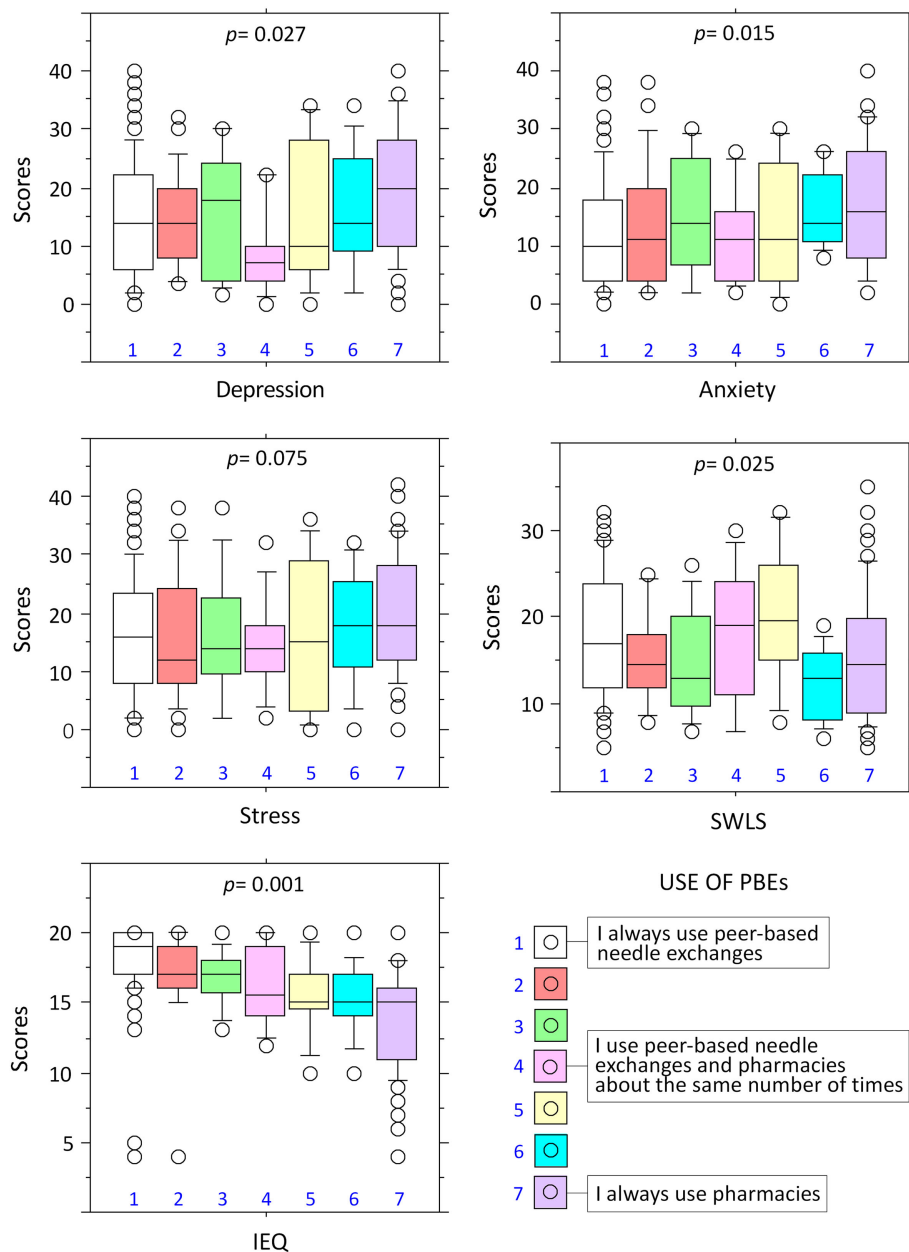 p= 0.027
Scores
40
30
20
10
0
1 2 3 4 5 6 7
Depression
p= 0.015
Scores
40
30
20
10
0
1 2 3 4 5 6 7
Anxiety
p= 0.075
Scores
40
30
20
10
0
1 2 3 4 5 6 7
Stress
p= 0.025
Scores
30
20
10
1 2 3 4 5 6 7
SWLS
p= 0.001
Scores
20
15
10
5
1 2 3 4 5 6 7
IEQ
USE OF PBEs
1 I always use peer-based
needle exchanges
2
3
4 I use peer-based needle
exchanges and pharmacies
about the same number of times
5
6
7 I always use pharmacies